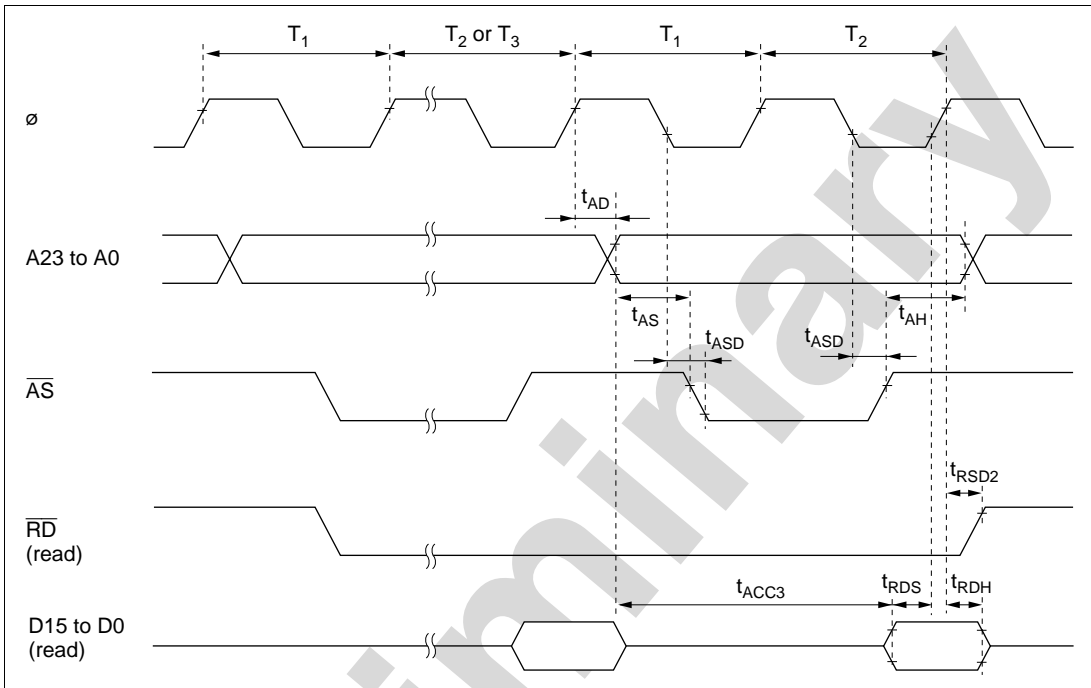 T1 T2 or T3 T1 T2
ø
tAD
A23 to A0
tAS tAH
tASD tASD
AS
tRSD2
RD
(read)
tACC3 tRDS tRDH
D15 to D0
(read)
minary